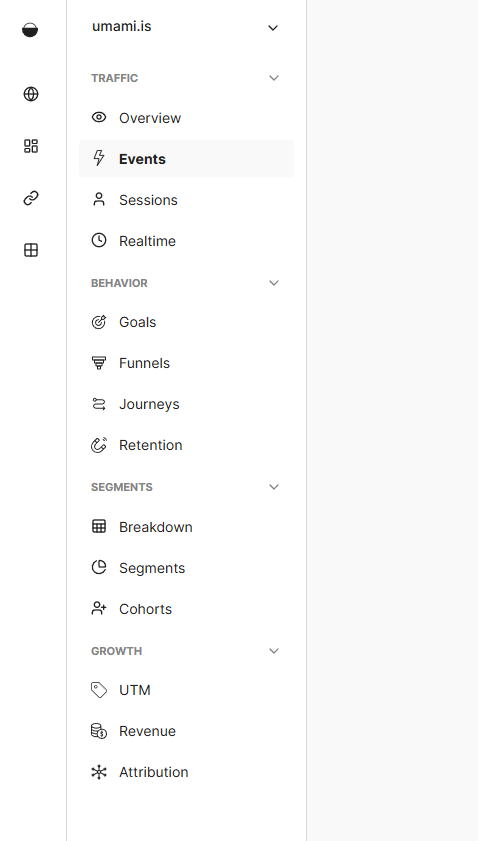 umami.is
TRAFFIC
Overview
Events
Sessions
Realtime
BEHAVIOR
Goals
Funnels
Journeys
Retention
SEGMENTS
Breakdown
Segments
Cohorts
GROWTH
UTM
Revenue
Attribution